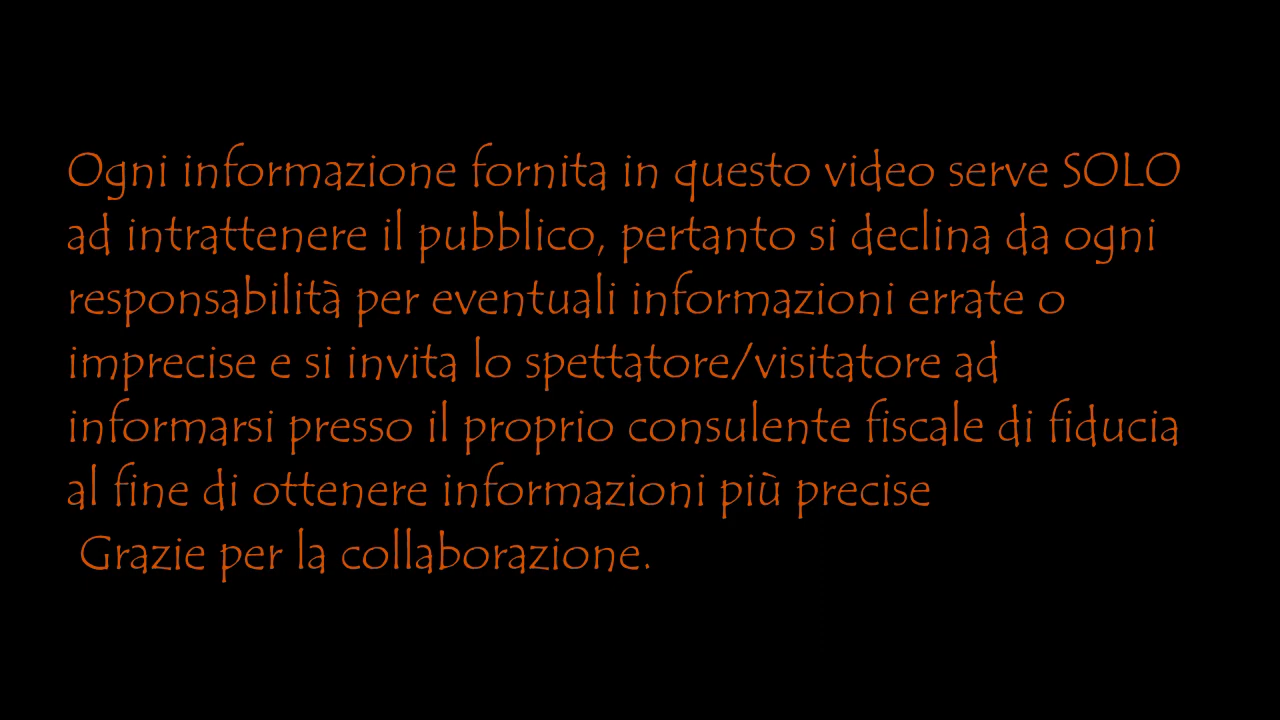 Ogni informazione fornita in questo video serve SOLO
ad intrattenere il pubblico, pertanto si declina da ogni
responsabilità per eventuali informazioni errate o
imprecise e si invita lo spettatore/visitatore ad
informarsi presso il proprio consulente fiscale di fiducia
al fine di ottenere informazioni più precise
Grazie per la collaborazione.